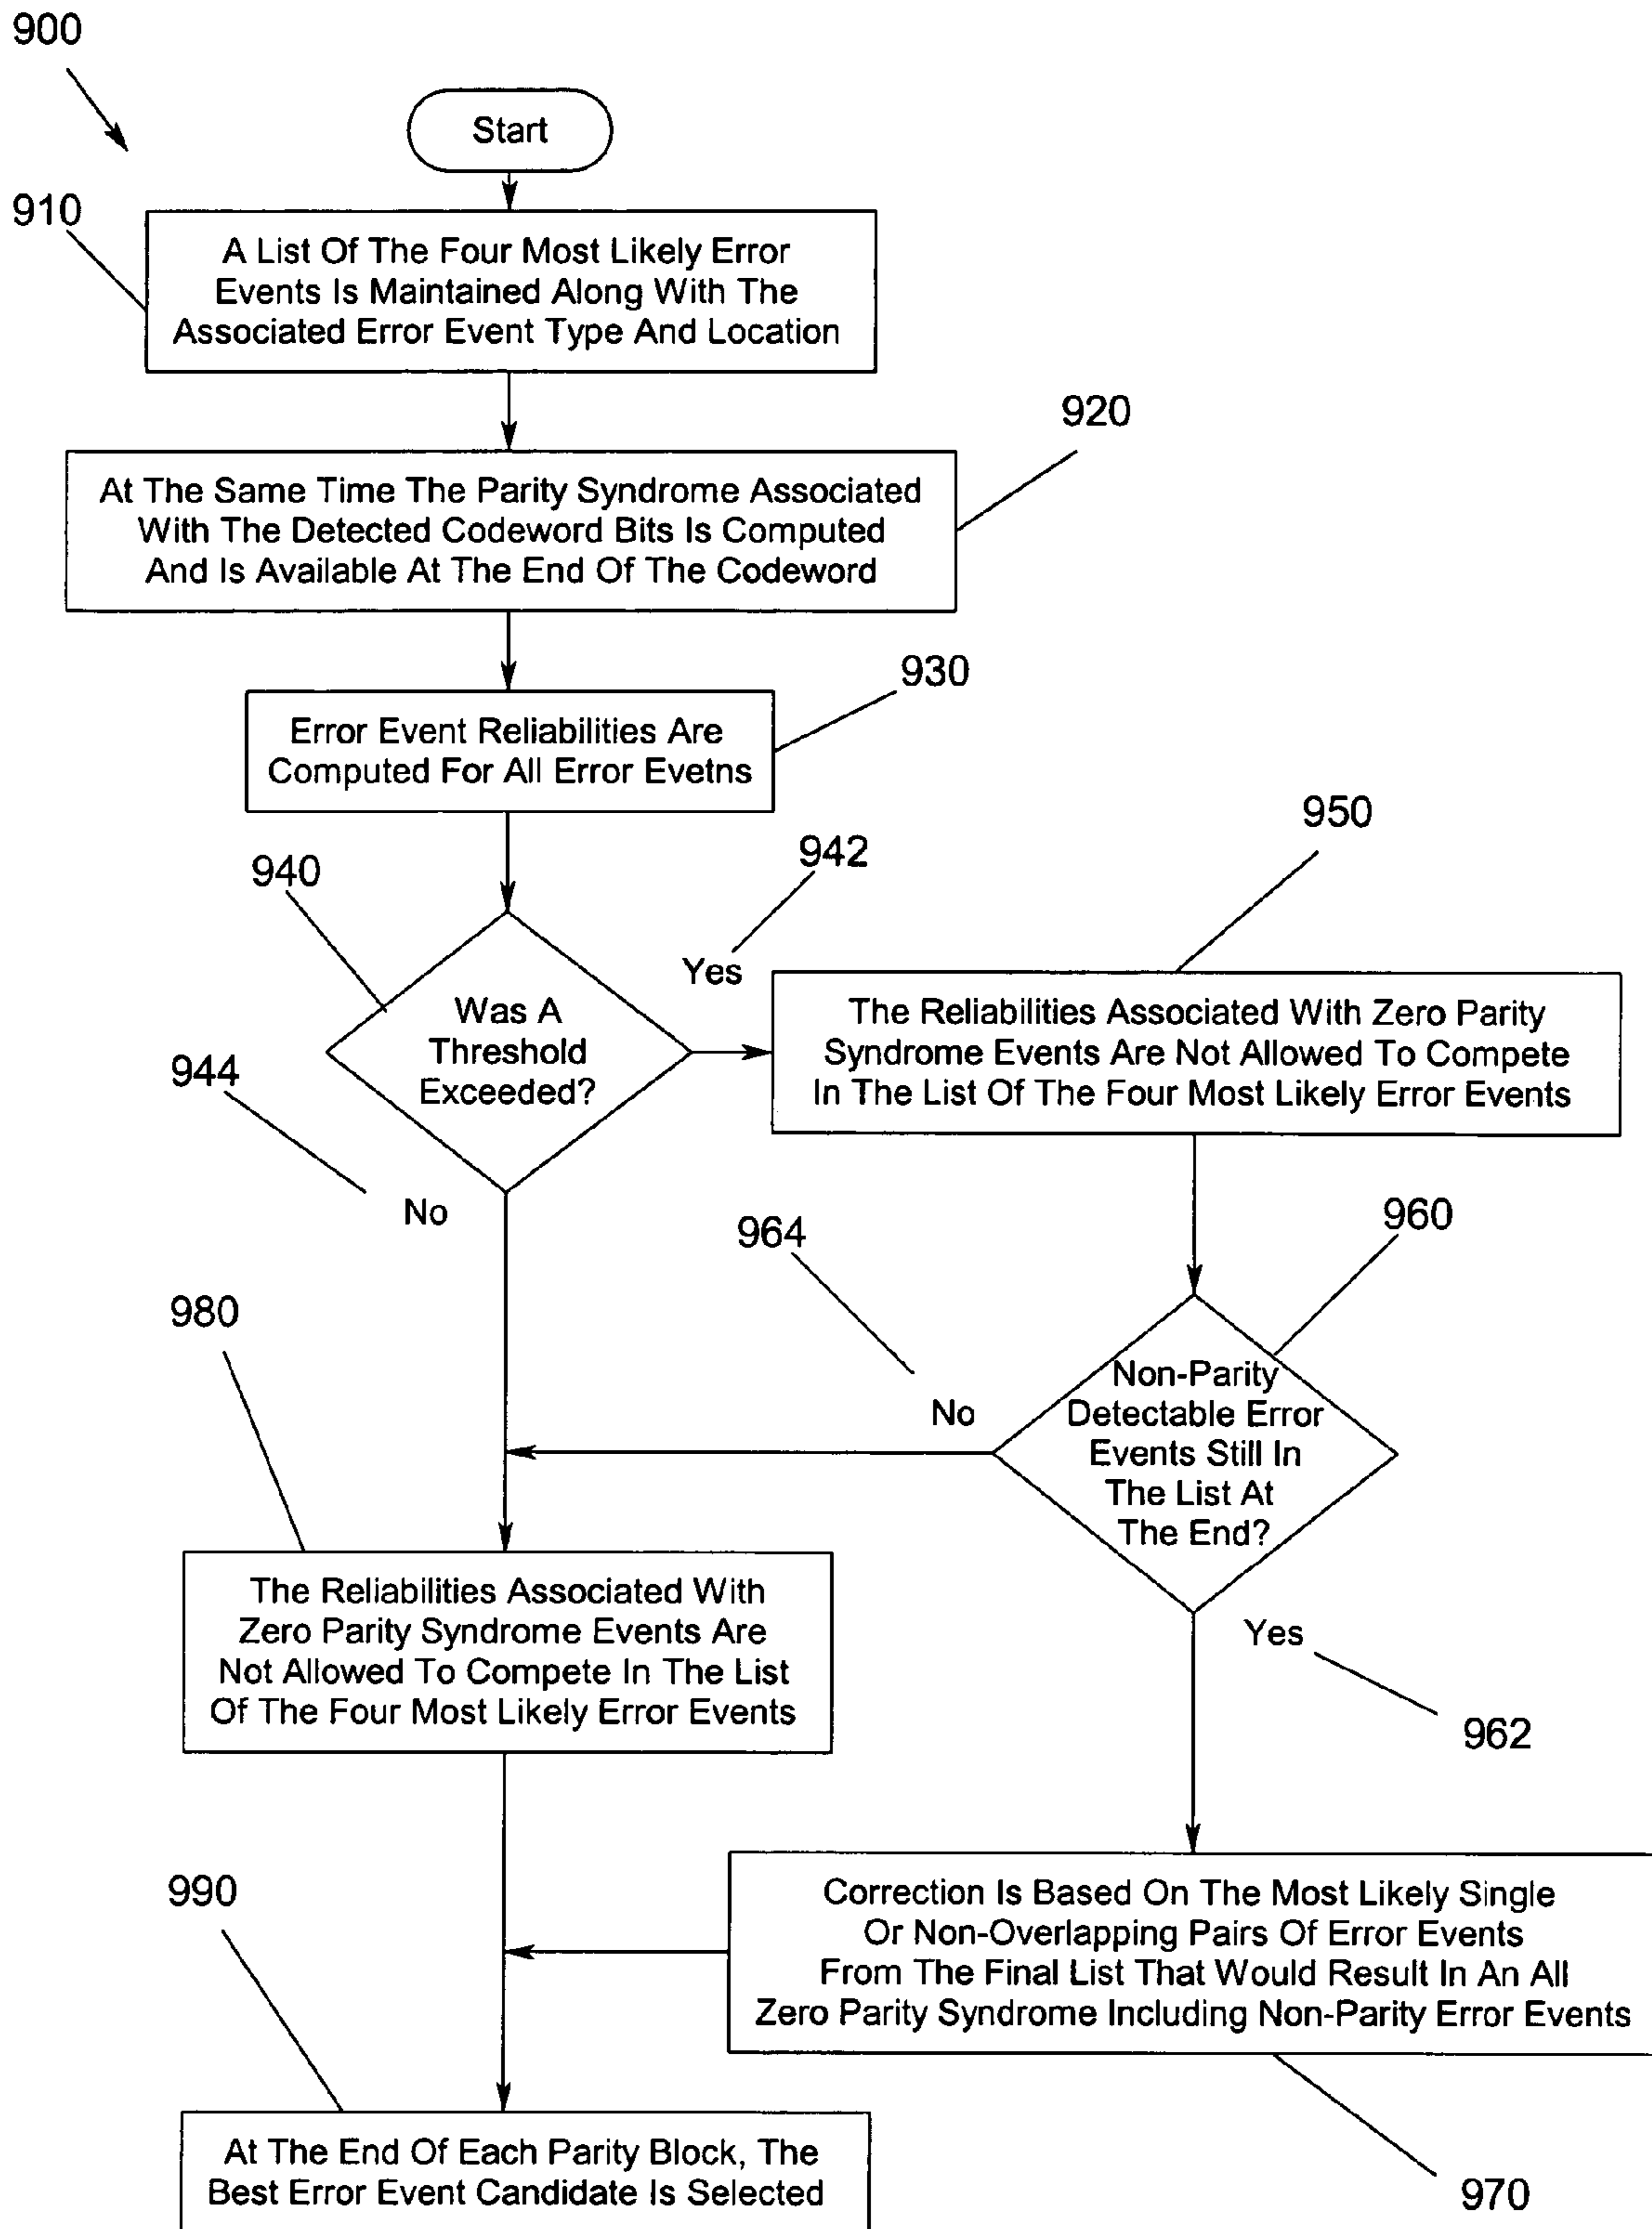 900
Start
910
A List Of The Four Most Likely Error
Events Is Maintained Along With The
Associated Error Event Type And Location
920
At The Same Time The Parity Syndrome Associated
With The Detected Codeword Bits Is Computed
And Is Available At The End Of The Codeword
930
Error Event Reliabilities Are
Computed For All Error Evetns
940
942
Yes
Was A
Threshold
Exceeded?
944
No
950
The Reliabilities Associated With Zero Parity
Syndrome Events Are Not Allowed To Compete
In The List Of The Four Most Likely Error Events
960
964
No
Non-Parity
Detectable Error
Events Still In
The List At
The End?
Yes
962
980
The Reliabilities Associated With
Zero Parity Syndrome Events Are
Not Allowed To Compete In The List
Of The Four Most Likely Error Events
Correction Is Based On The Most Likely Single
Or Non-Overlapping Pairs Of Error Events
From The Final List That Would Result In An All
Zero Parity Syndrome Including Non-Parity Error Events
970
990
At The End Of Each Parity Block, The
Best Error Event Candidate Is Selected